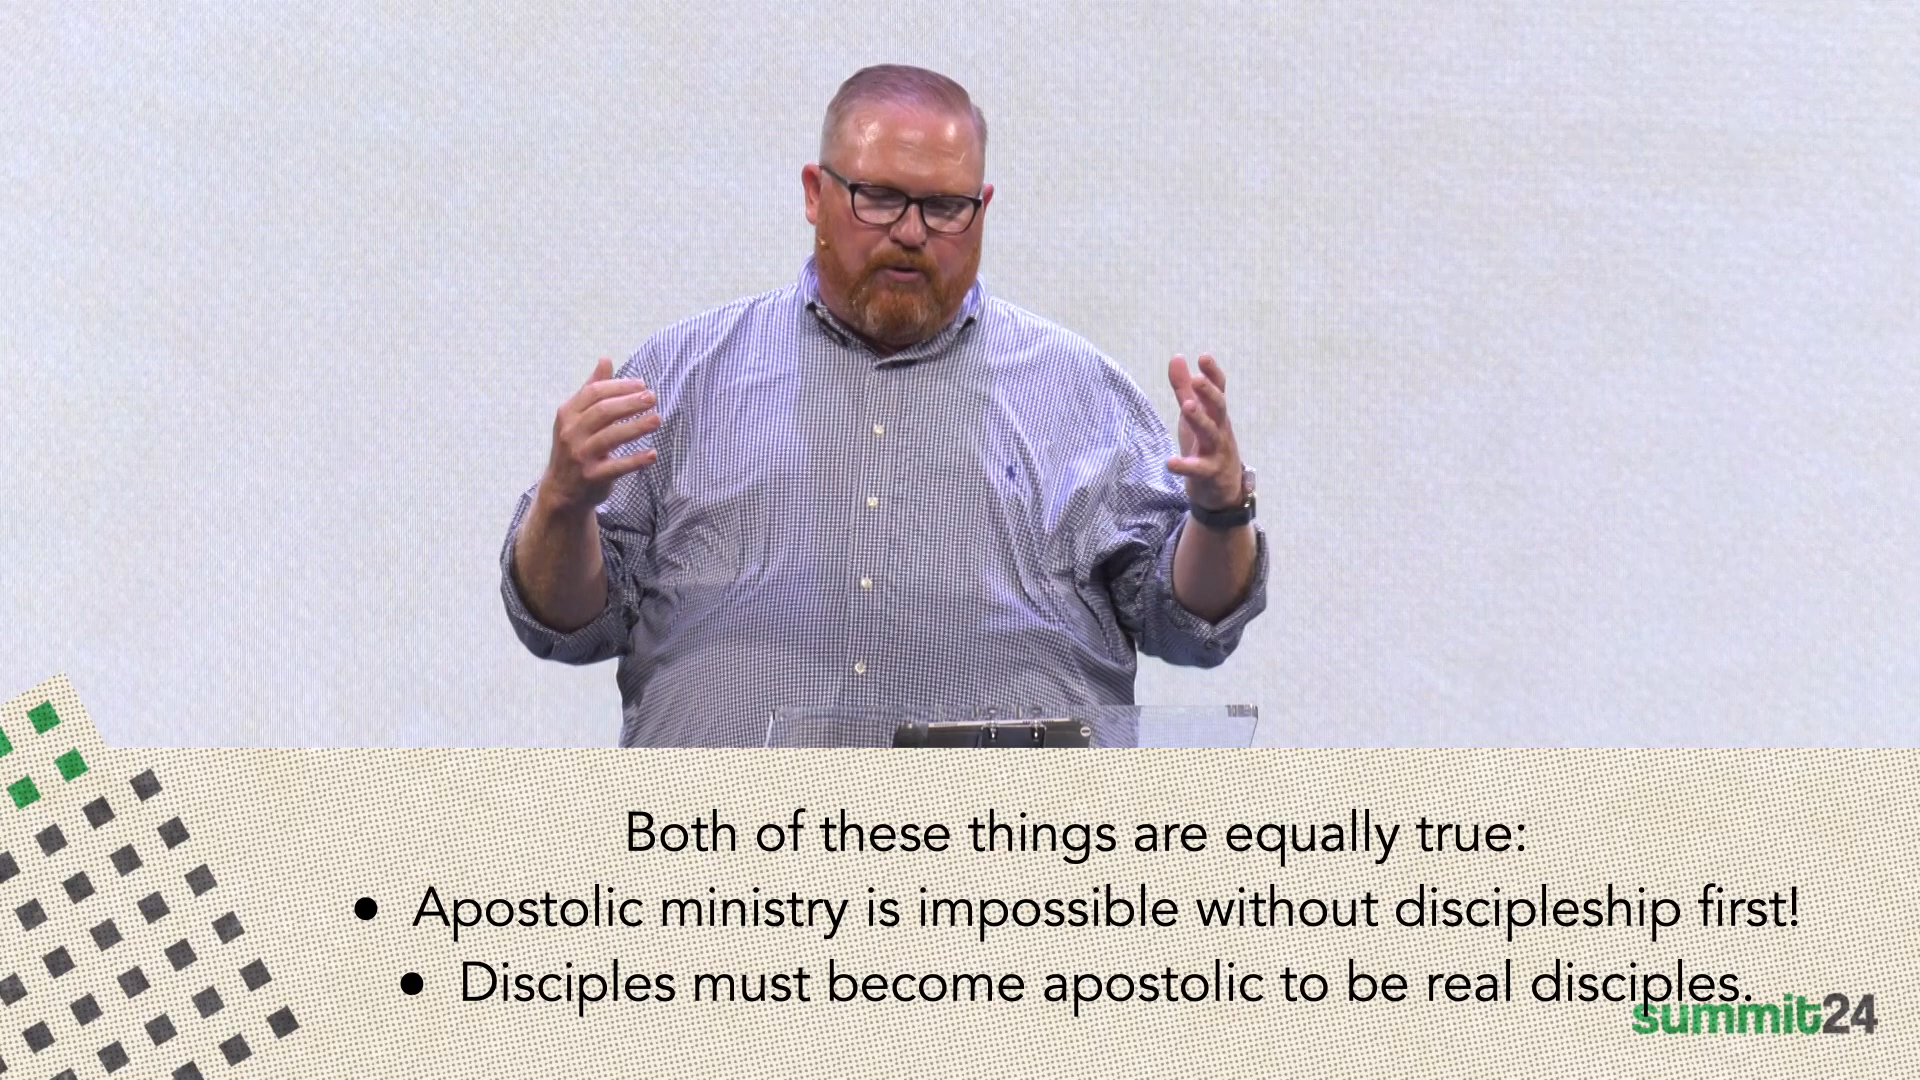 Both of these things are equally true:
• Apostolic ministry is impossible without discipleship first!
• Disciples must become apostolic to be real disciples.
summit24